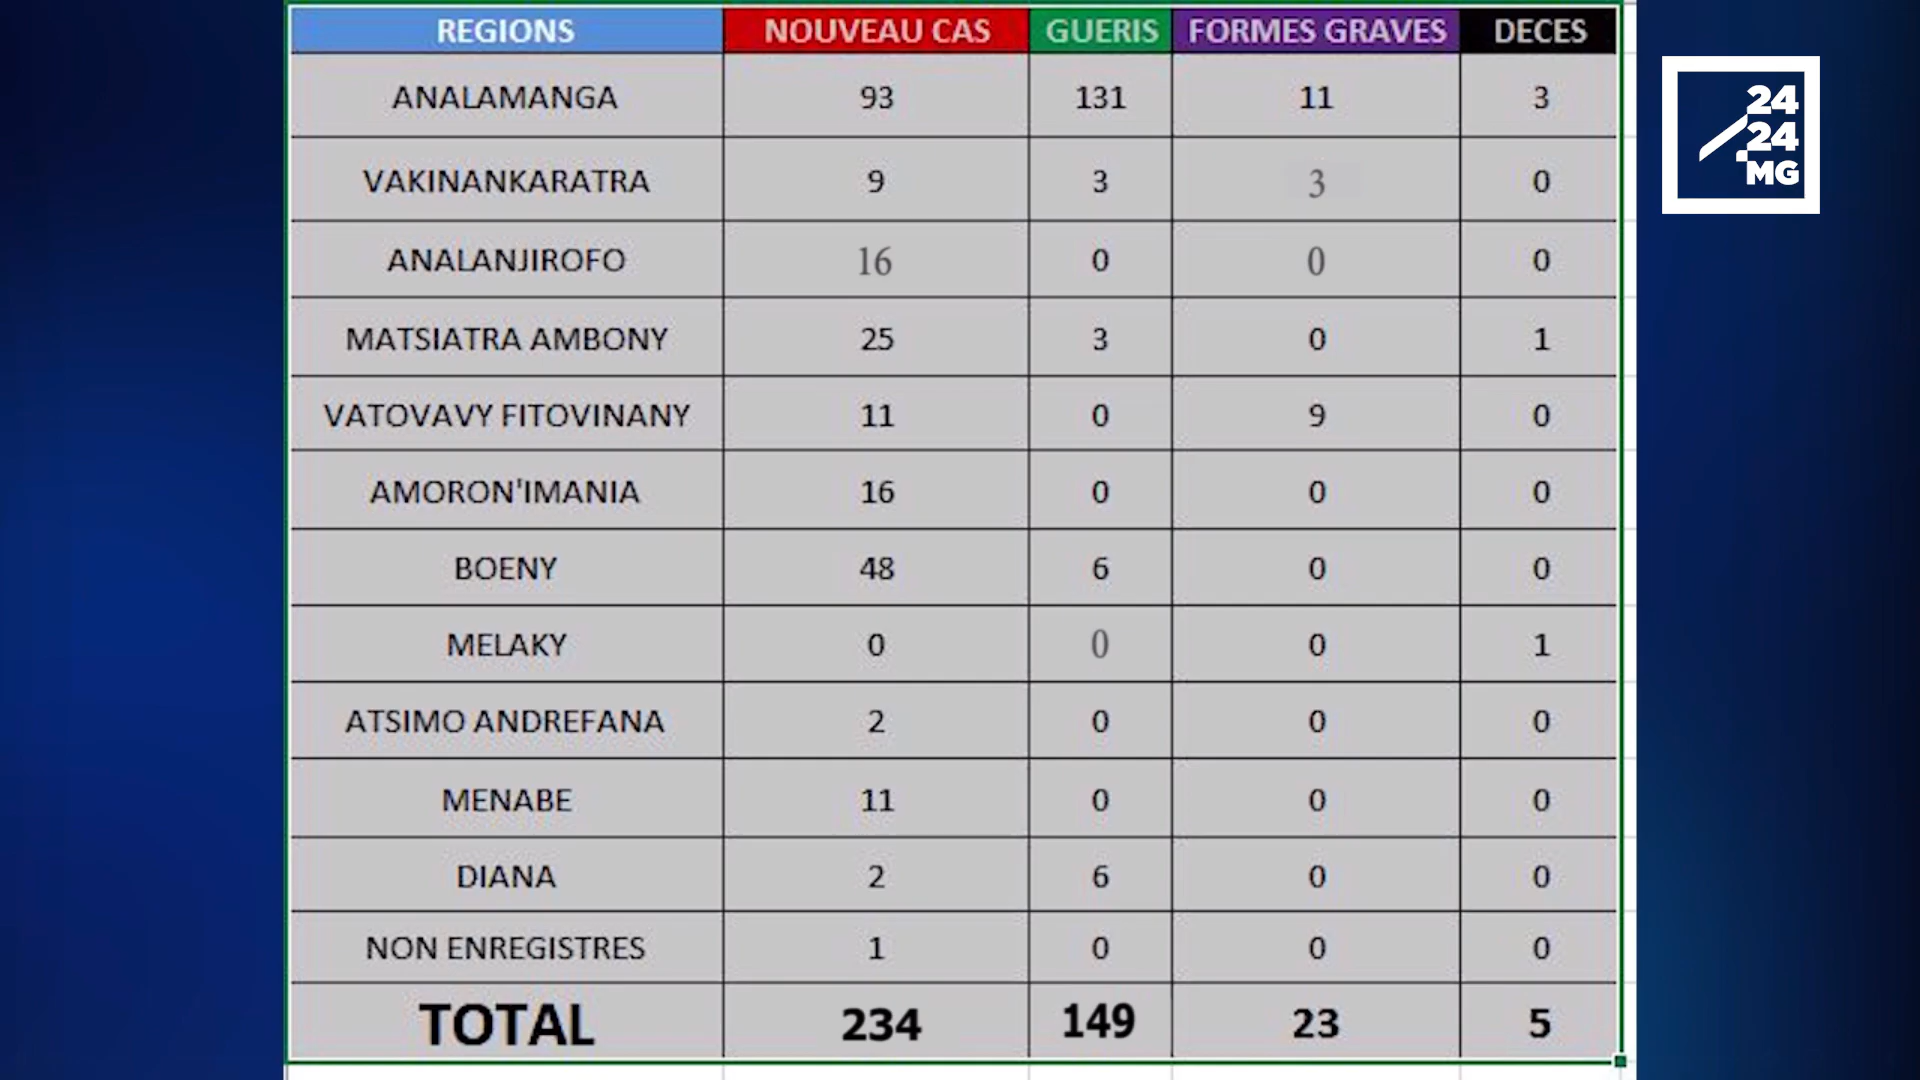 REGIONS NOUVEAU CAS GUERIS FORMES GRAVES DECES
ANALAMANGA 93 131 11 3
VAKINANKARATRA 9 3 3 0
ANALANJIROFO 16 0 0 0
MATSIATRA AMBONY 25 3 0 1
VATOVAVY FITOVINANY 11 0 9 0
AMORON'IMANIA 16 0 0 0
BOENY 48 6 0 0
MELAKY 0 0 0 1
ATSIMO ANDREFANA 2 0 0 0
MENABE 11 0 0 0
DIANA 2 6 0 0
NON ENREGISTRES 1 0 0 0
TOTAL 234 149 23 5
24
24
MG